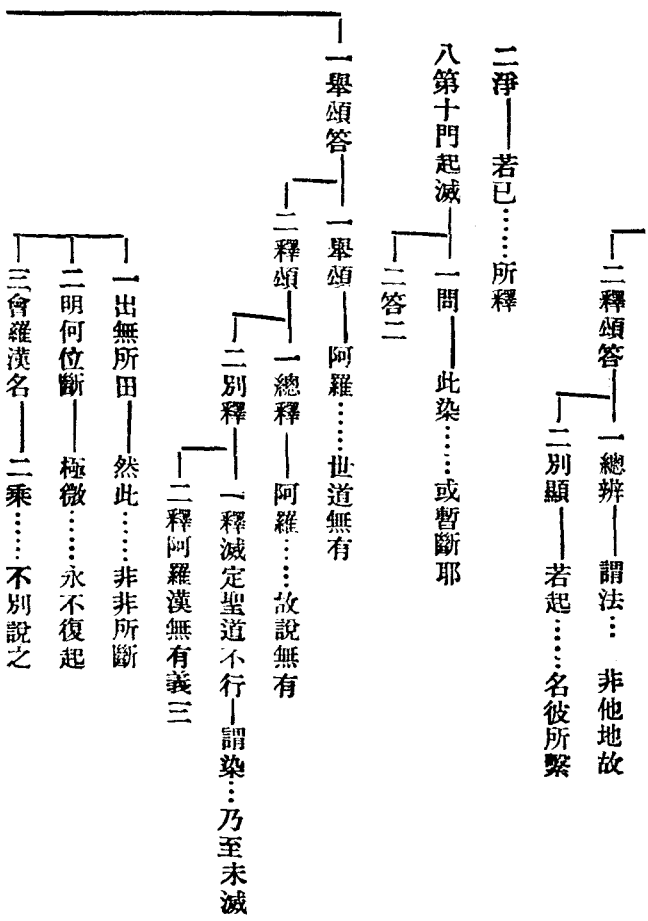 二釋頌答
一總辨 謂法… 非他地故
二別顯 若起……名彼所繫
二淨 若已……所釋
八第十門起滅
一問 此染……或暫斷耶
二答二
一舉頌答
一舉頌 阿羅……世道無有
二釋頌
一總釋 阿羅……故說無有
二別釋
一釋滅定聖道不行 謂染…乃至未滅
二釋阿羅漢無有義三
一出無所田 然此……非非所斷
二明何位斷 極微……永不復起
三會羅漢名 二乘……不別說之